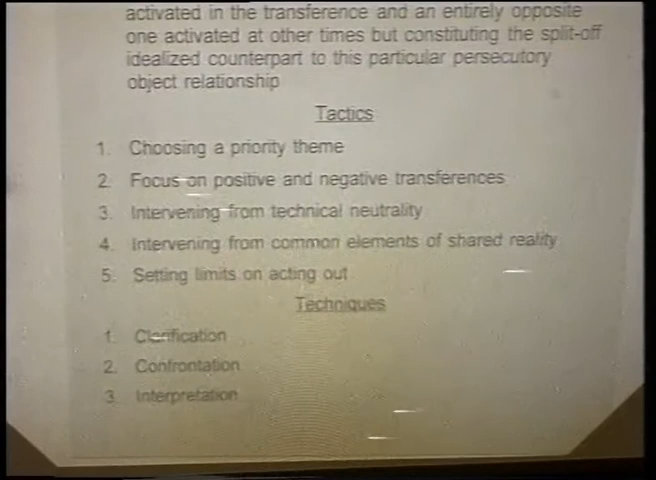 activated in the transference and an entirely opposite
one activated at other times but constituting the split-off
idealized counterpart to this particular persecutory
object relationship
Tactics
1. Choosing a priority theme
2. Focus on positive and negative transferences
3. Intervening from technical neutrality
4. Intervening from common elements of shared reality
5. Setting limits on acting out
Techniques
1. Clarification
2. Confrontation
3. Interpretation